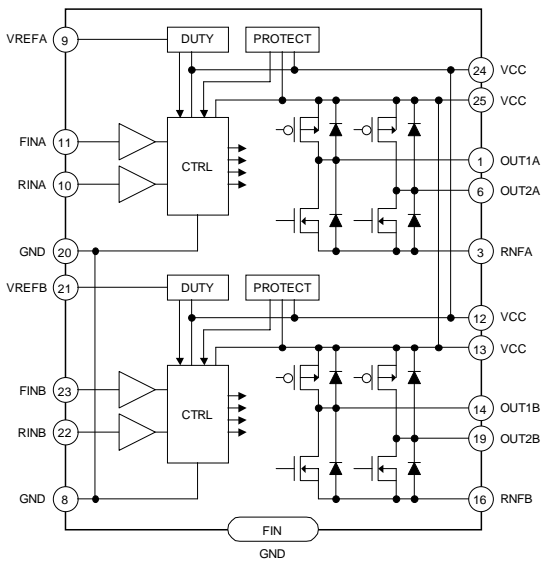 VREFA 9 DUTY PROTECT
24 VCC
25 VCC
FINA 11
CTRL
1 OUT1A
RINA 10
6 OUT2A
GND 20
3 RNFA
VREFB 21 DUTY PROTECT
12 VCC
13 VCC
FINB 23
CTRL
14 OUT1B
RINB 22
19 OUT2B
GND 8
16 RNFB
FIN
GND